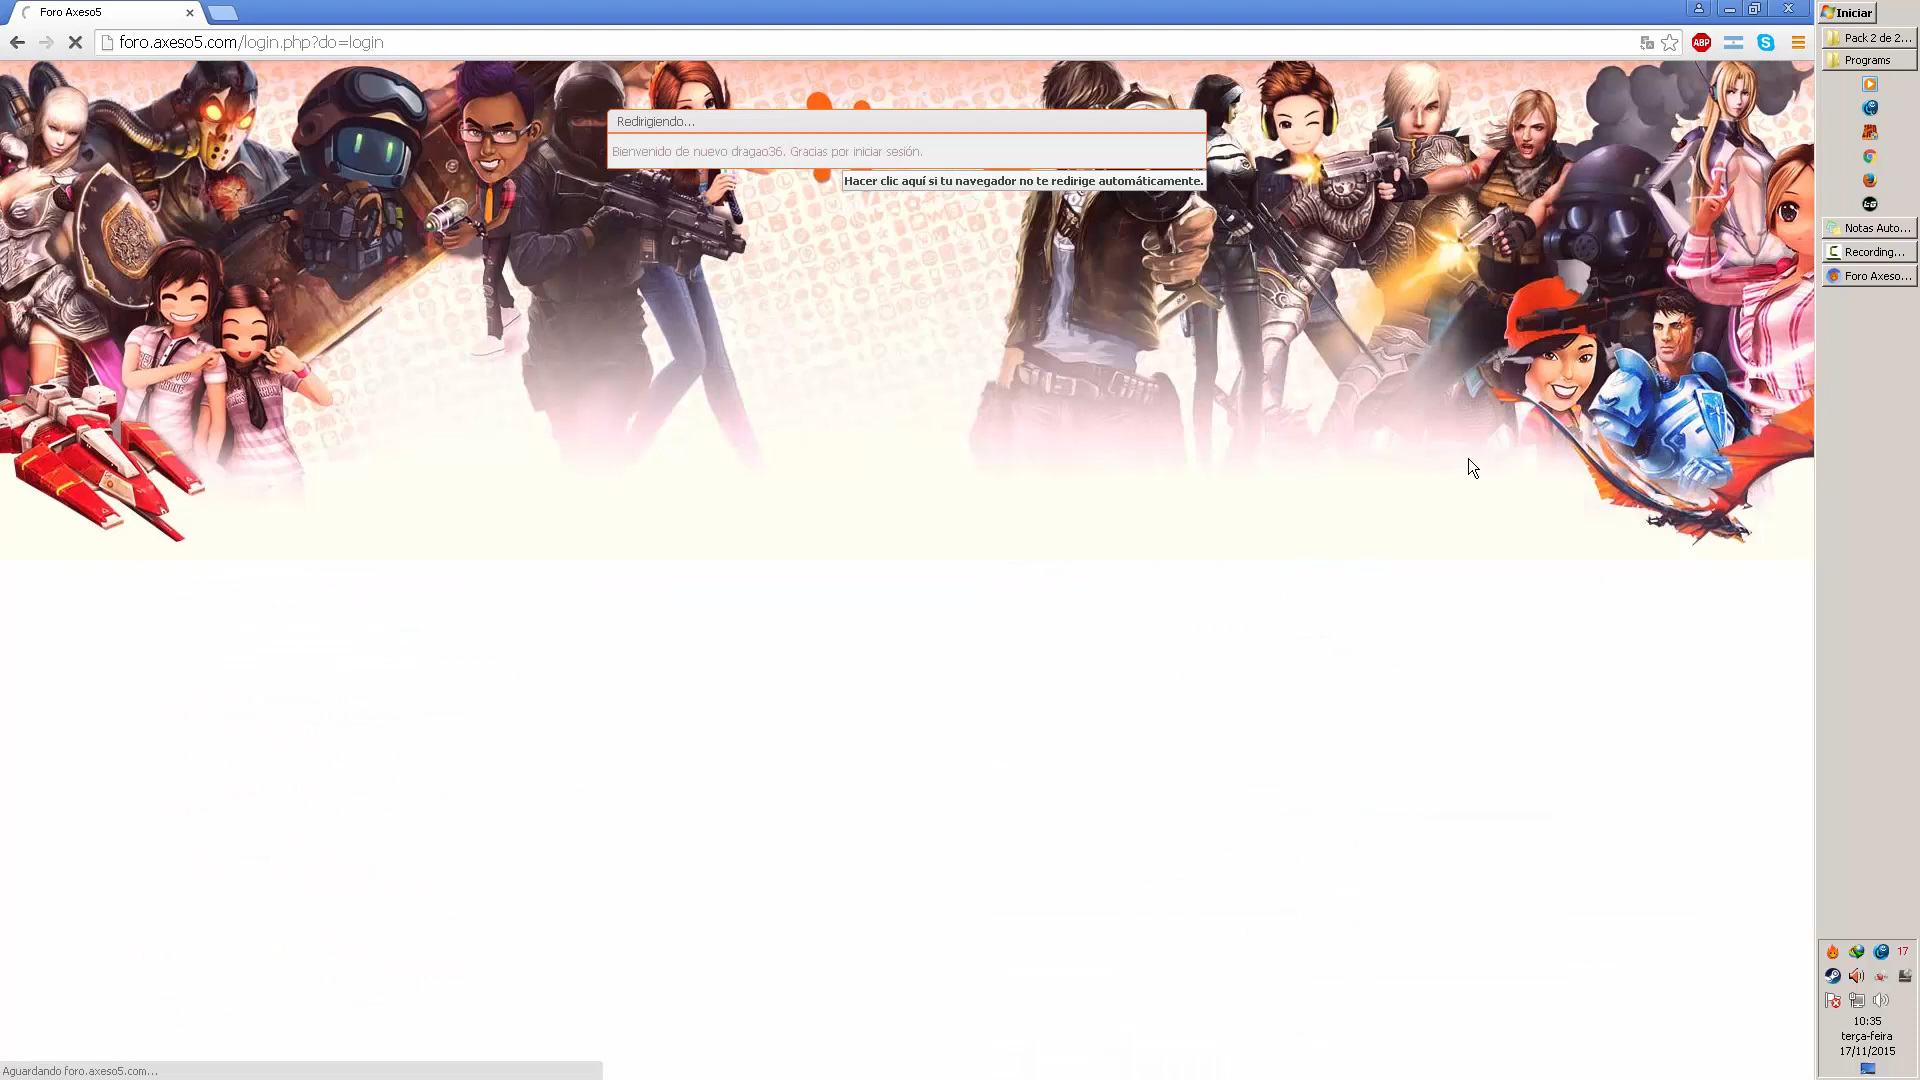 Foro Axeso5
Iniciar
foro.axeso5.com/login.php?do=login
ABP
Pack 2 de 2...
Programs
Redirigiendo...
Bienvenido de nuevo dragao36. Gracias por iniciar sesión.
Hacer clic aquí si tu navegador no te redirige automáticamente.
Notas Auto...
Recording...
Foro Axeso...
17
10:35
terça-feira
17/11/2015
Aguardando foro.axeso5.com...